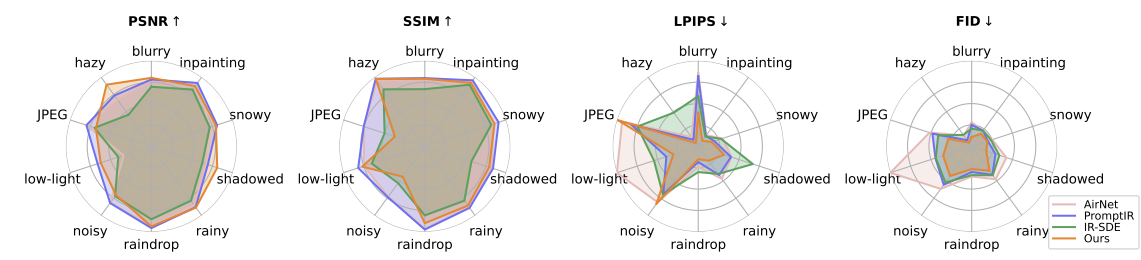 PSNR ↑
blurry
inpainting
snowy
shadowed
rainy
raindrop
noisy
low-light
JPEG
hazy
SSIM ↑
blurry
inpainting
snowy
shadowed
rainy
raindrop
noisy
low-light
JPEG
hazy
LPIPS ↓
blurry
inpainting
snowy
shadowed
rainy
raindrop
noisy
low-light
JPEG
hazy
FID ↓
blurry
inpainting
snowy
shadowed
rainy
raindrop
noisy
low-light
JPEG
hazy
AirNet
PromptIR
IR-SDE
Ours